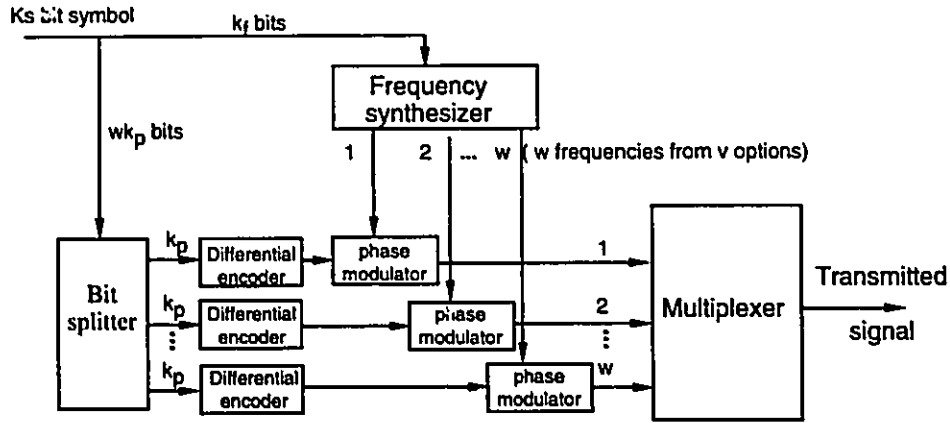 Ks bit symbol
k_f bits
Frequency
synthesizer
wk_p bits
1 2 ... w ( w frequencies from v options)
k_p
Differential
encoder
phase
modulator
1
Bit
splitter
k_p
Differential
encoder
phase
modulator
2
Multiplexer
Transmitted
signal
k_p
Differential
encoder
phase
modulator
w